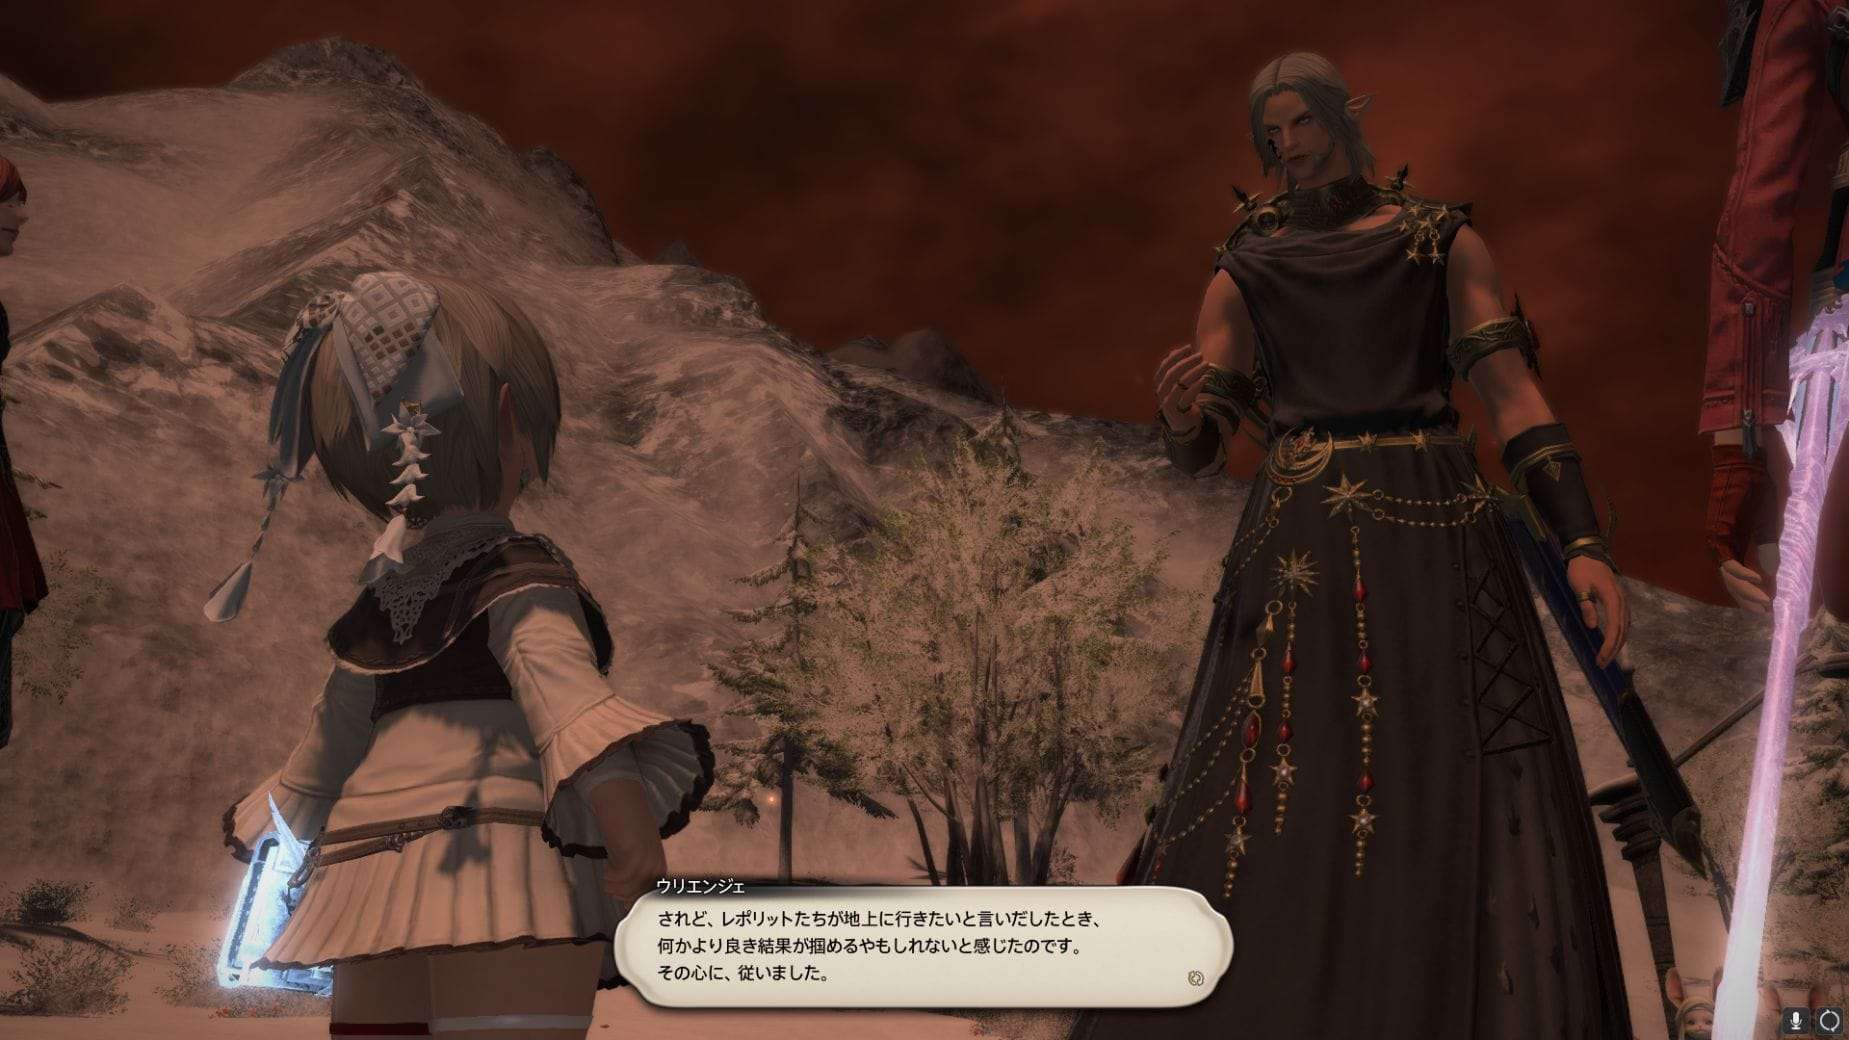 ウリエンジェ
されど、レポリットたちが地上に行きたいと言いだしたとき、
何かより良き結果が掴めるやもしれないと感じたのです。
その心に、従いました。